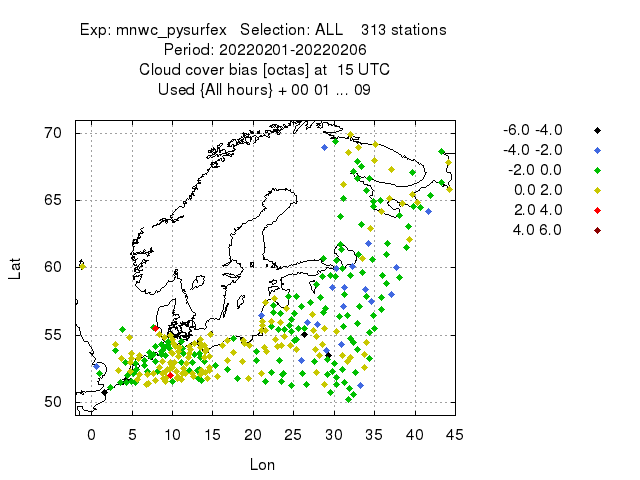 Exp: mnwc_pysurfex   Selection: ALL    313 stations
Period: 20220201-20220206
Cloud cover bias [octas] at  15 UTC
Used {All hours} + 00 01 ... 09
-6.0 -4.0
-4.0 -2.0
-2.0 0.0
0.0 2.0
2.0 4.0
4.0 6.0
70
65
60
55
50
Lat
0 5 10 15 20 25 30 35 40 45
Lon